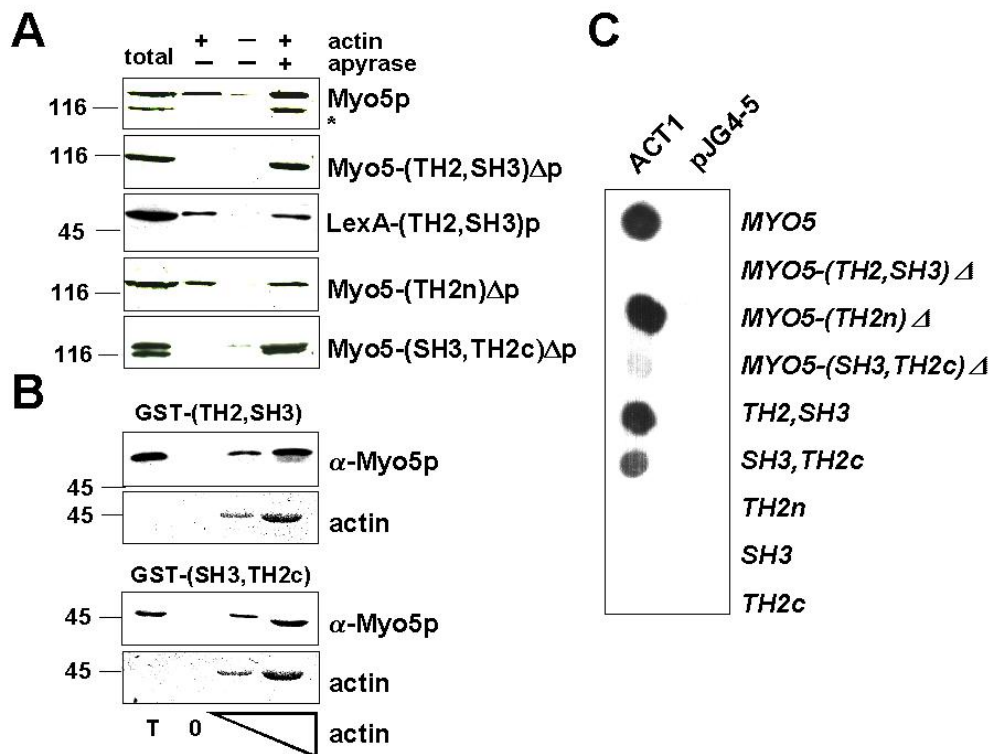 A
total + — + actin
— — + apyrase
116
Myo5p
*
116
Myo5-(TH2,SH3)Δp
45
LexA-(TH2,SH3)p
116
Myo5-(TH2n)Δp
116
Myo5-(SH3,TH2c)Δp
B
GST-(TH2,SH3)
α-Myo5p
45
45
actin
GST-(SH3,TH2c)
45
α-Myo5p
45
actin
T 0 actin
C
ACT1 pJG4-5
MYO5
MYO5-(TH2,SH3)Δ
MYO5-(TH2n)Δ
MYO5-(SH3,TH2c)Δ
TH2,SH3
SH3,TH2c
TH2n
SH3
TH2c